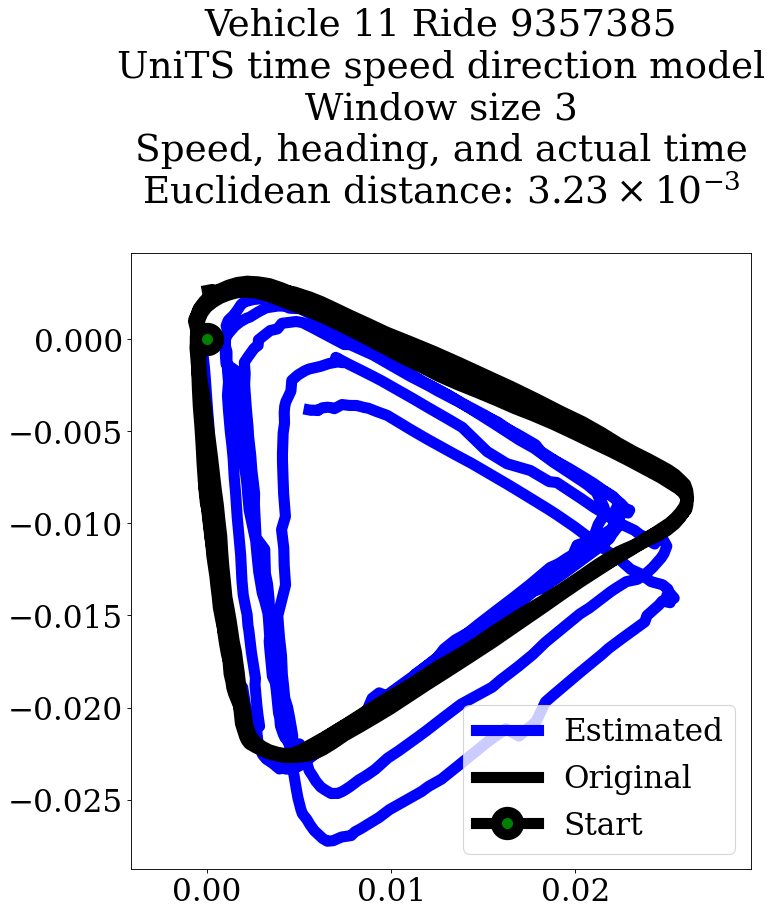 Vehicle 11 Ride 9357385
UniTS time speed direction model
Window size 3
Speed, heading, and actual time
Euclidean distance: 3.23 × 10⁻³
0.000
−0.005
−0.010
−0.015
−0.020
−0.025
Estimated
Original
Start
0.00 0.01 0.02